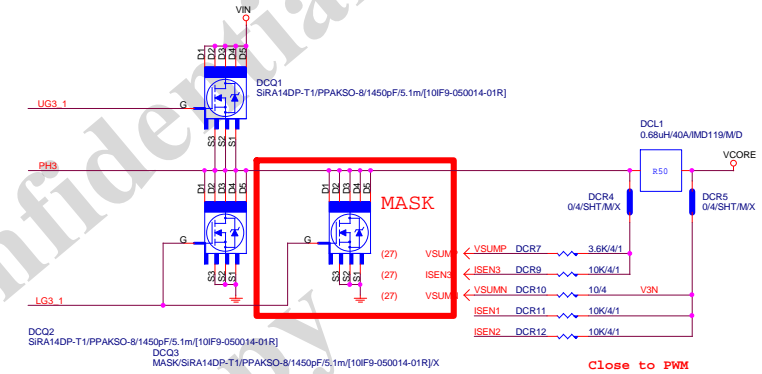 VIN
D1 D2 D3 D4 D5
DCQ1
SiRA14DP-T1/PPAKSO-8/1450pF/5.1m/[10IF9-050014-01R]
UG3_1
G
S3 S2 S1
DCL1
0.68uH/40A/IMD119/M/D
VCORE
PH3
R50
D1 D2 D3 D4 D5
D1 D2 D3 D4 D5
MASK
DCR4
0/4/SHT/M/X
DCR5
0/4/SHT/M/X
G
G
(27) VSUMP VSUMP DCR7 3.6K/4/1
(27) ISEN3 ISEN3 DCR9 10K/4/1
(27) VSUMN VSUMN DCR10 10/4 V3N
S3 S2 S1
S3 S2 S1
LG3_1
ISEN1 DCR11 10K/4/1
ISEN2 DCR12 10K/4/1
DCQ2
SiRA14DP-T1/PPAKSO-8/1450pF/5.1m/[10IF9-050014-01R]
DCQ3
MASK/SiRA14DP-T1/PPAKSO-8/1450pF/5.1m/[10IF9-050014-01R]/X
Close to PWM